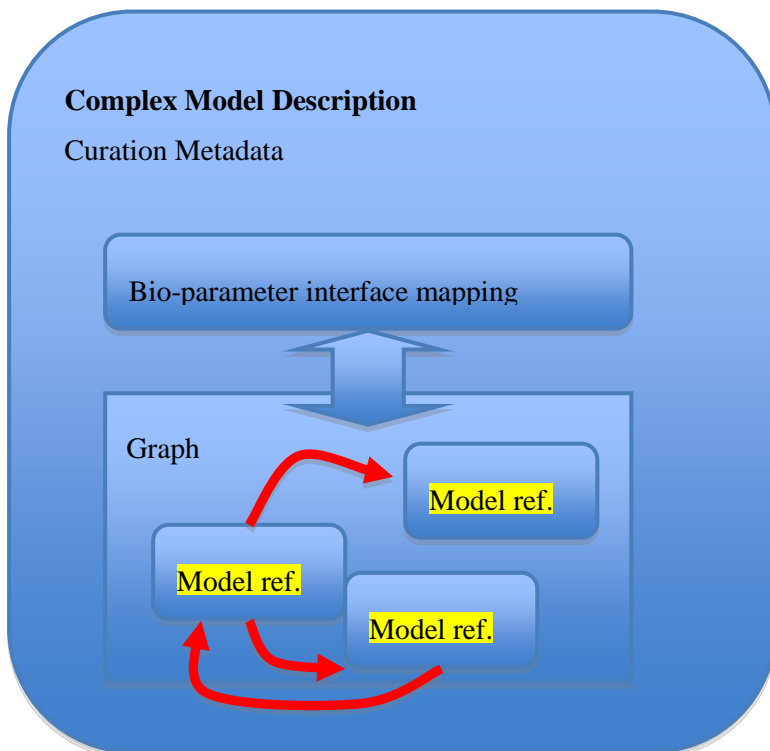 Complex Model Description
Curation Metadata
Bio-parameter interface mapping
Graph
Model ref.
Model ref.
Model ref.